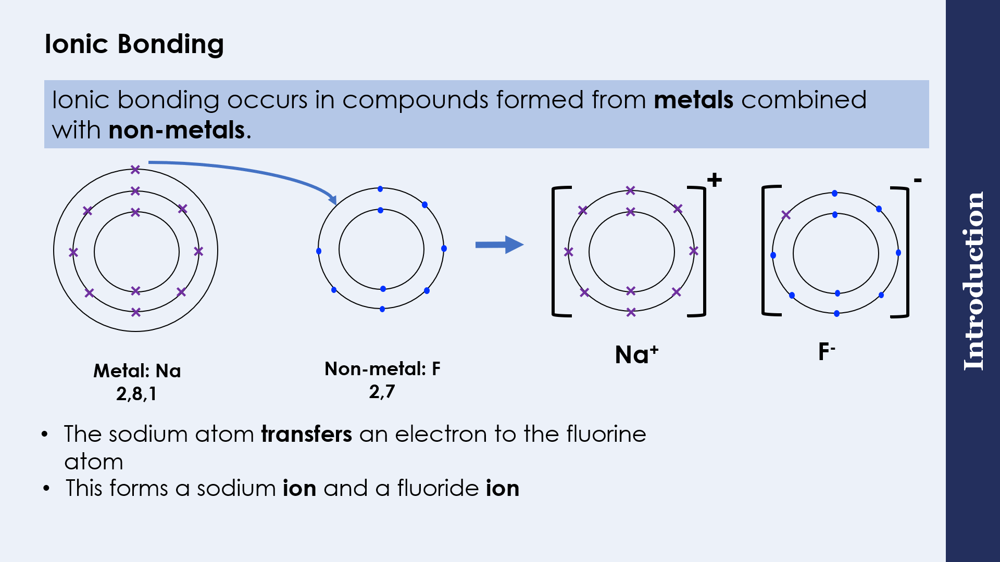 Ionic Bonding
Ionic bonding occurs in compounds formed from metals combined
with non-metals.
+
-
Metal: Na
2,8,1
Non-metal: F
2,7
Na⁺
F⁻
• The sodium atom transfers an electron to the fluorine
atom
• This forms a sodium ion and a fluoride ion
Introduction